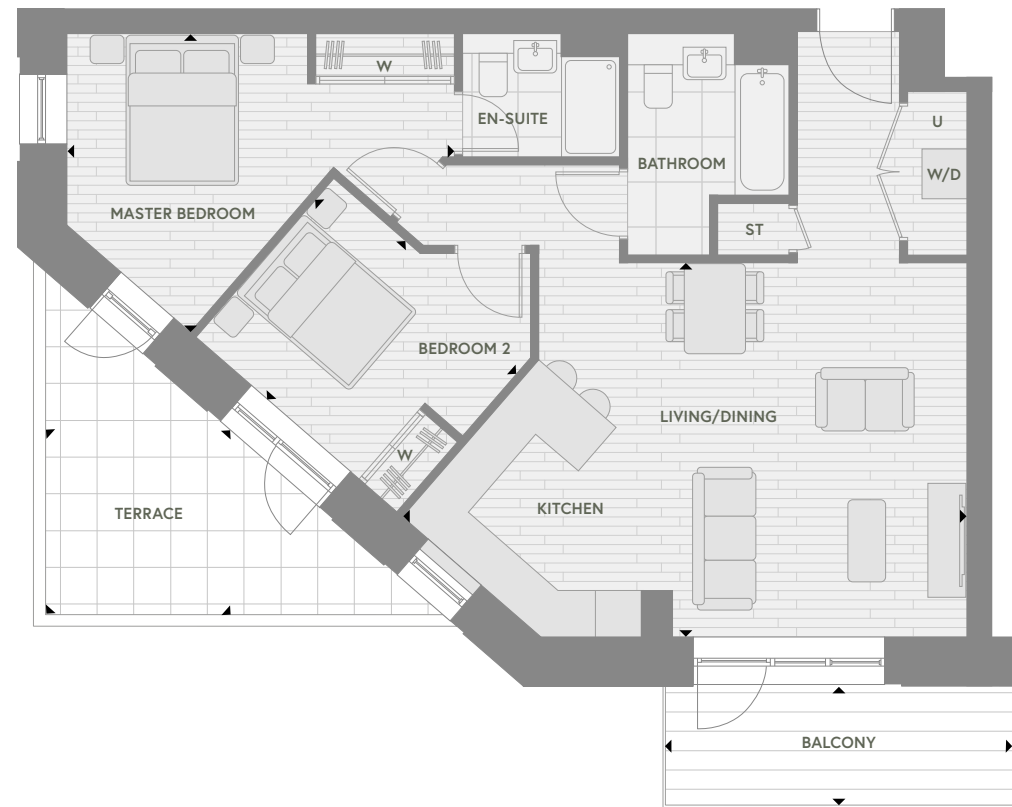 W
EN-SUITE
U
BATHROOM
W/D
MASTER BEDROOM
ST
BEDROOM 2
LIVING/DINING
W
KITCHEN
TERRACE
BALCONY